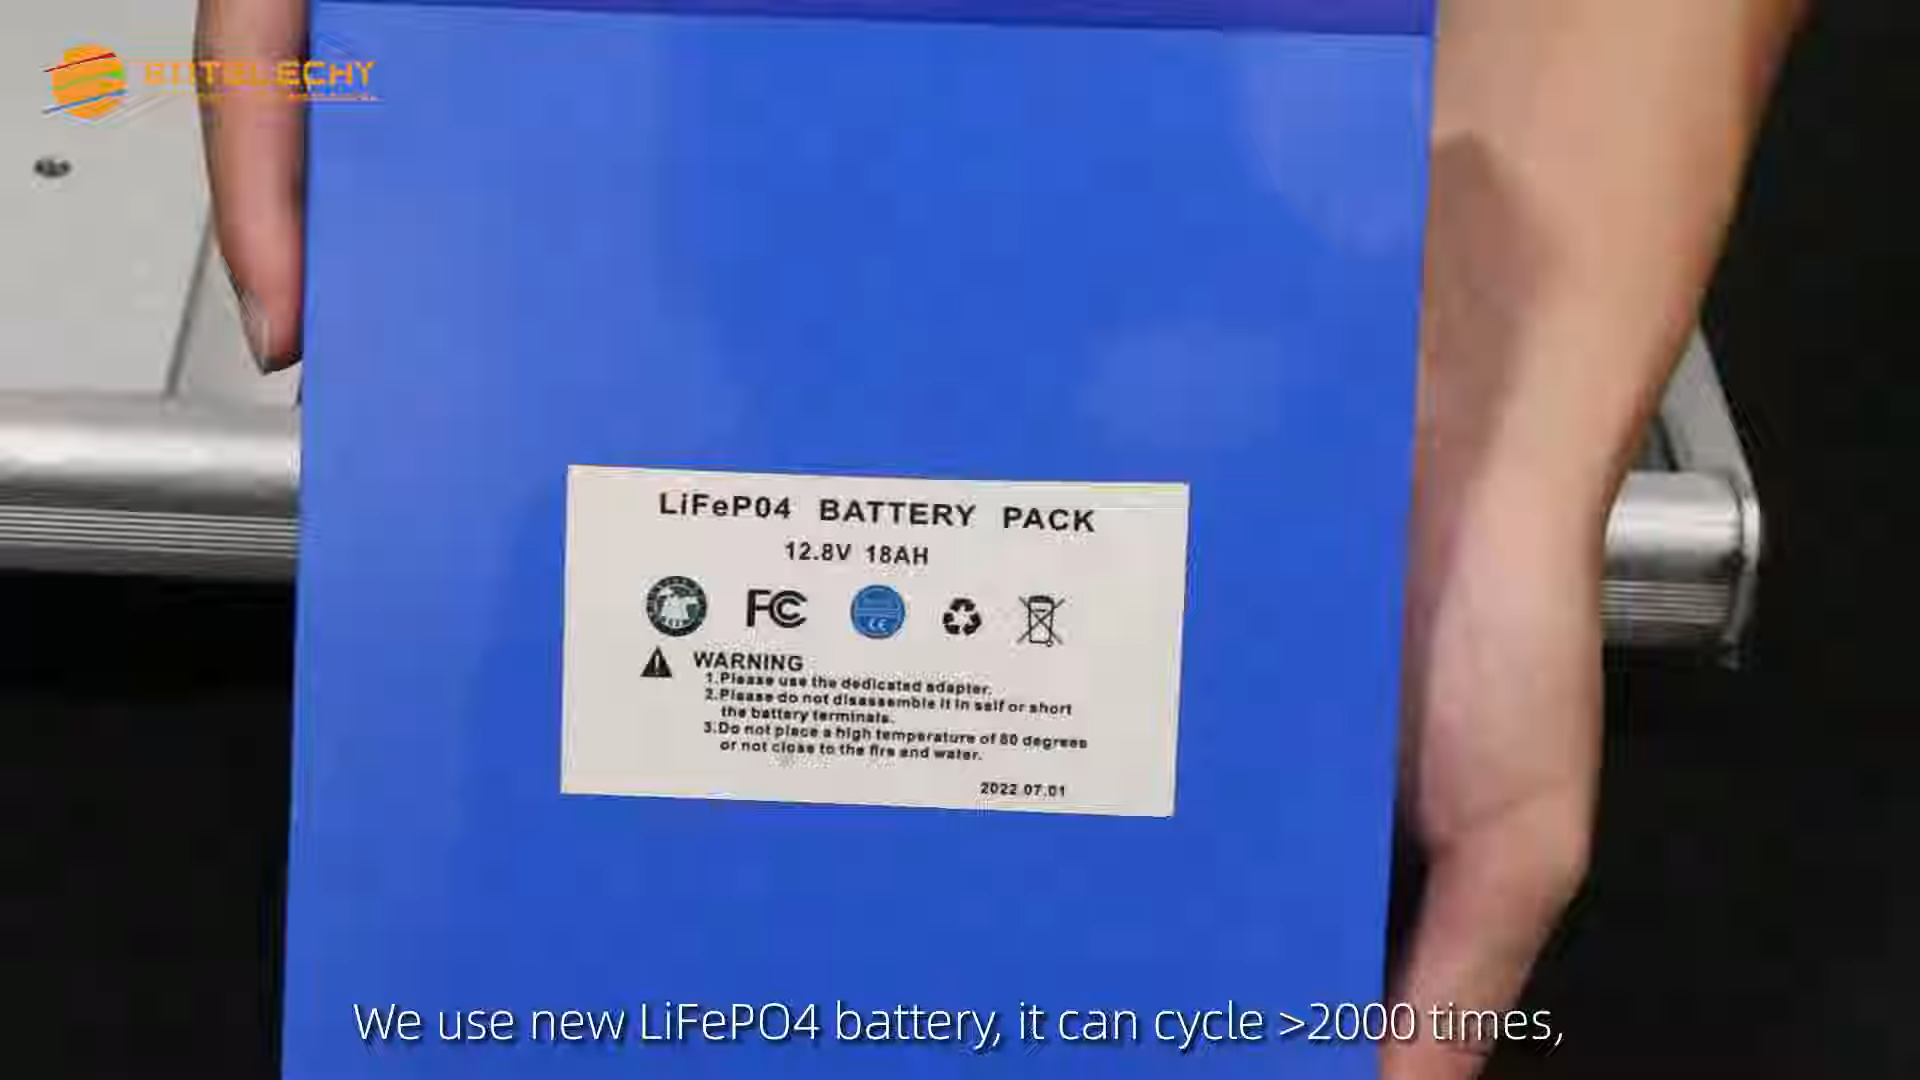 LiFeP04 BATTERY PACK
12.8V 18AH
FC
CE
WARNING
1.Please use the dedicated adapter.
2.Please do not disassemble it in self or short
the battery terminals.
3.Do not place a high temperature of 80 degrees
or not close to the fire and water.
2022.07.01
We use new LiFePO4 battery, it can cycle >2000 times,